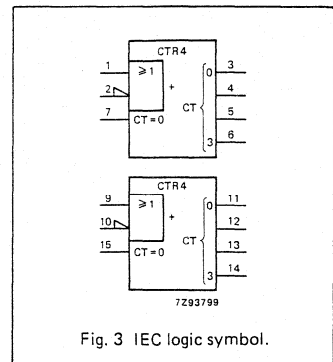 CTR4
1 ≥1 0 3
2 + 4
CT
7 CT=0 5
3 6
CTR4
9 ≥1 0 11
10 + 12
CT
15 CT=0 13
3 14
7Z93799
Fig. 3 IEC logic symbol.